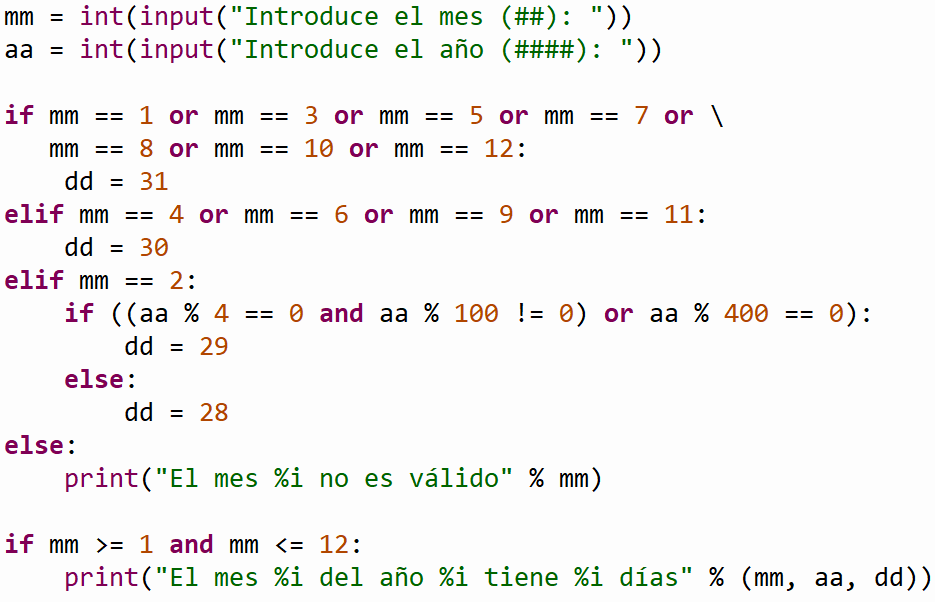 mm = int(input("Introduce el mes (##): "))
aa = int(input("Introduce el año (####): "))

if mm == 1 or mm == 3 or mm == 5 or mm == 7 or \
   mm == 8 or mm == 10 or mm == 12:
    dd = 31
elif mm == 4 or mm == 6 or mm == 9 or mm == 11:
    dd = 30
elif mm == 2:
    if ((aa % 4 == 0 and aa % 100 != 0) or aa % 400 == 0):
        dd = 29
    else:
        dd = 28
else:
    print("El mes %i no es válido" % mm)

if mm >= 1 and mm <= 12:
    print("El mes %i del año %i tiene %i días" % (mm, aa, dd))